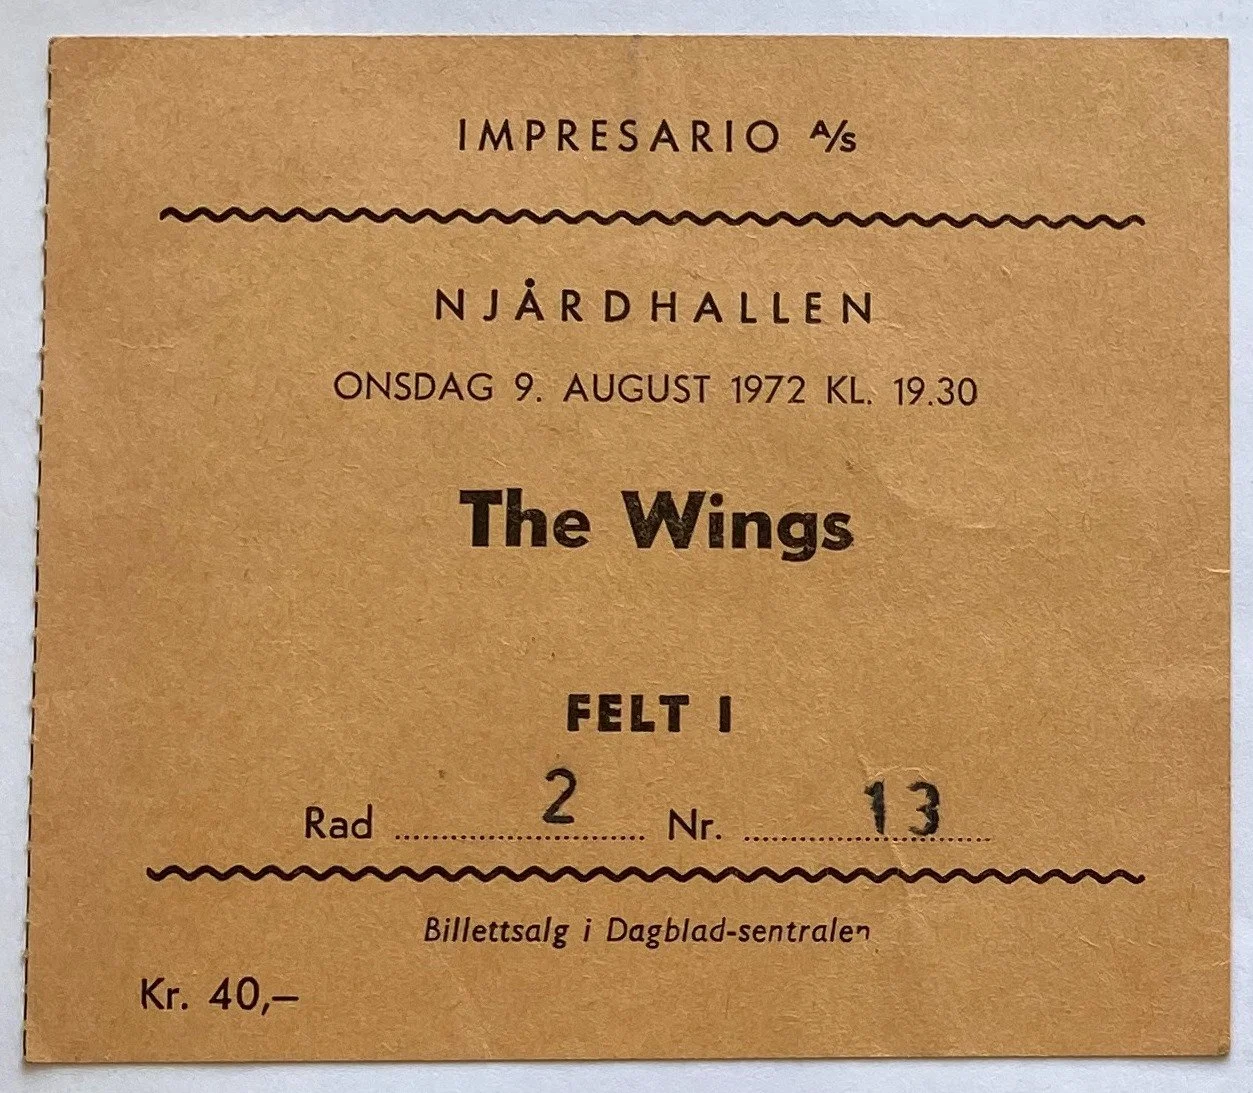 IMPRESARIO A/S
NJÅRDHALLEN
ONSDAG 9. AUGUST 1972 KL. 19.30
The Wings
FELT I
Rad 2 Nr. 13
Billettsalg i Dagblad-sentralen
Kr. 40,—